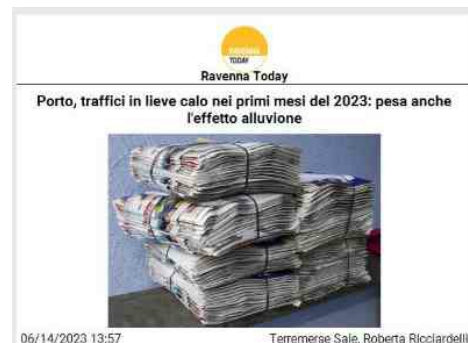 RAVENNA
TODAY
Ravenna Today
Porto, traffici in lieve calo nei primi mesi del 2023: pesa anche
l'effetto alluvione
06/14/2023 13:57
Terremerse Sale, Roberta Ricciardelli